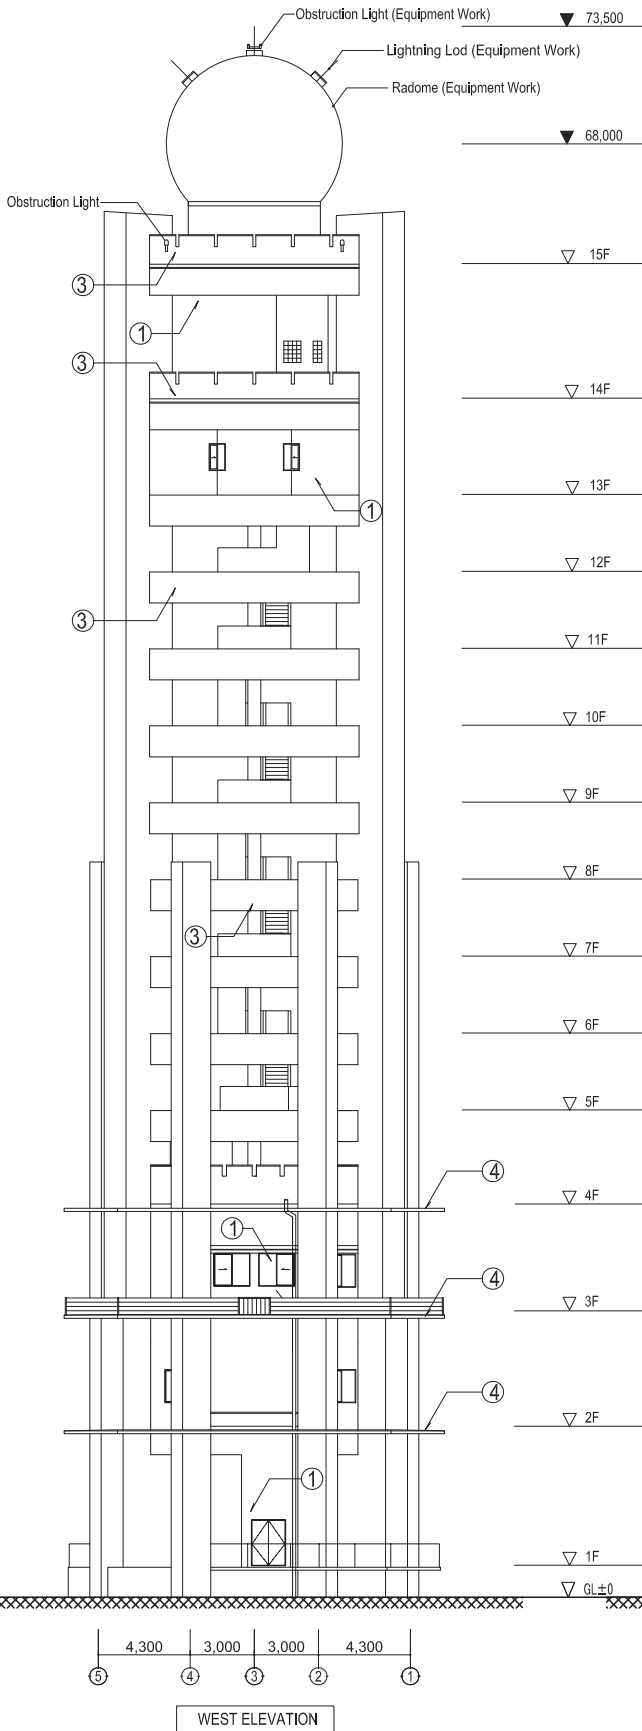 Obstruction Light (Equipment Work)
73,500
Lightning Lod (Equipment Work)
Radome (Equipment Work)
68,000
Obstruction Light
15F
3
1
3
14F
13F
1
12F
3
11F
10F
9F
8F
3
7F
6F
5F
4
4F
1
4
3F
4
2F
1
1F
GL±0
4,300 3,000 3,000 4,300
5 4 3 2 1
WEST ELEVATION